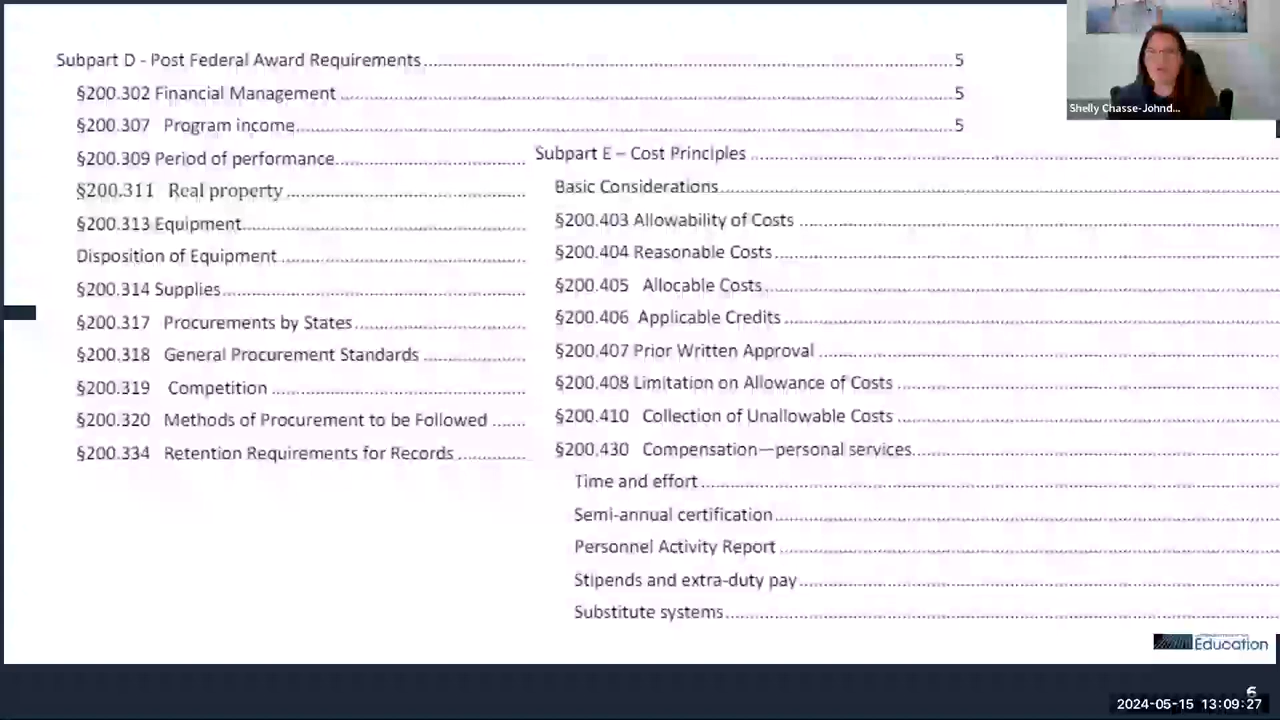 Subpart D - Post Federal Award Requirements 5
§200.302 Financial Management 5
§200.307 Program income 5
§200.309 Period of performance
§200.311 Real property
§200.313 Equipment
Disposition of Equipment
§200.314 Supplies
§200.317 Procurements by States
§200.318 General Procurement Standards
§200.319 Competition
§200.320 Methods of Procurement to be Followed
§200.334 Retention Requirements for Records
Subpart E – Cost Principles
Basic Considerations
§200.403 Allowability of Costs
§200.404 Reasonable Costs
§200.405 Allocable Costs
§200.406 Applicable Credits
§200.407 Prior Written Approval
§200.408 Limitation on Allowance of Costs
§200.410 Collection of Unallowable Costs
§200.430 Compensation—personal services
Time and effort
Semi-annual certification
Personnel Activity Report
Stipends and extra-duty pay
Substitute systems
Shelly Chasse-Johnd...
Education
6
2024-05-15 13:09:27